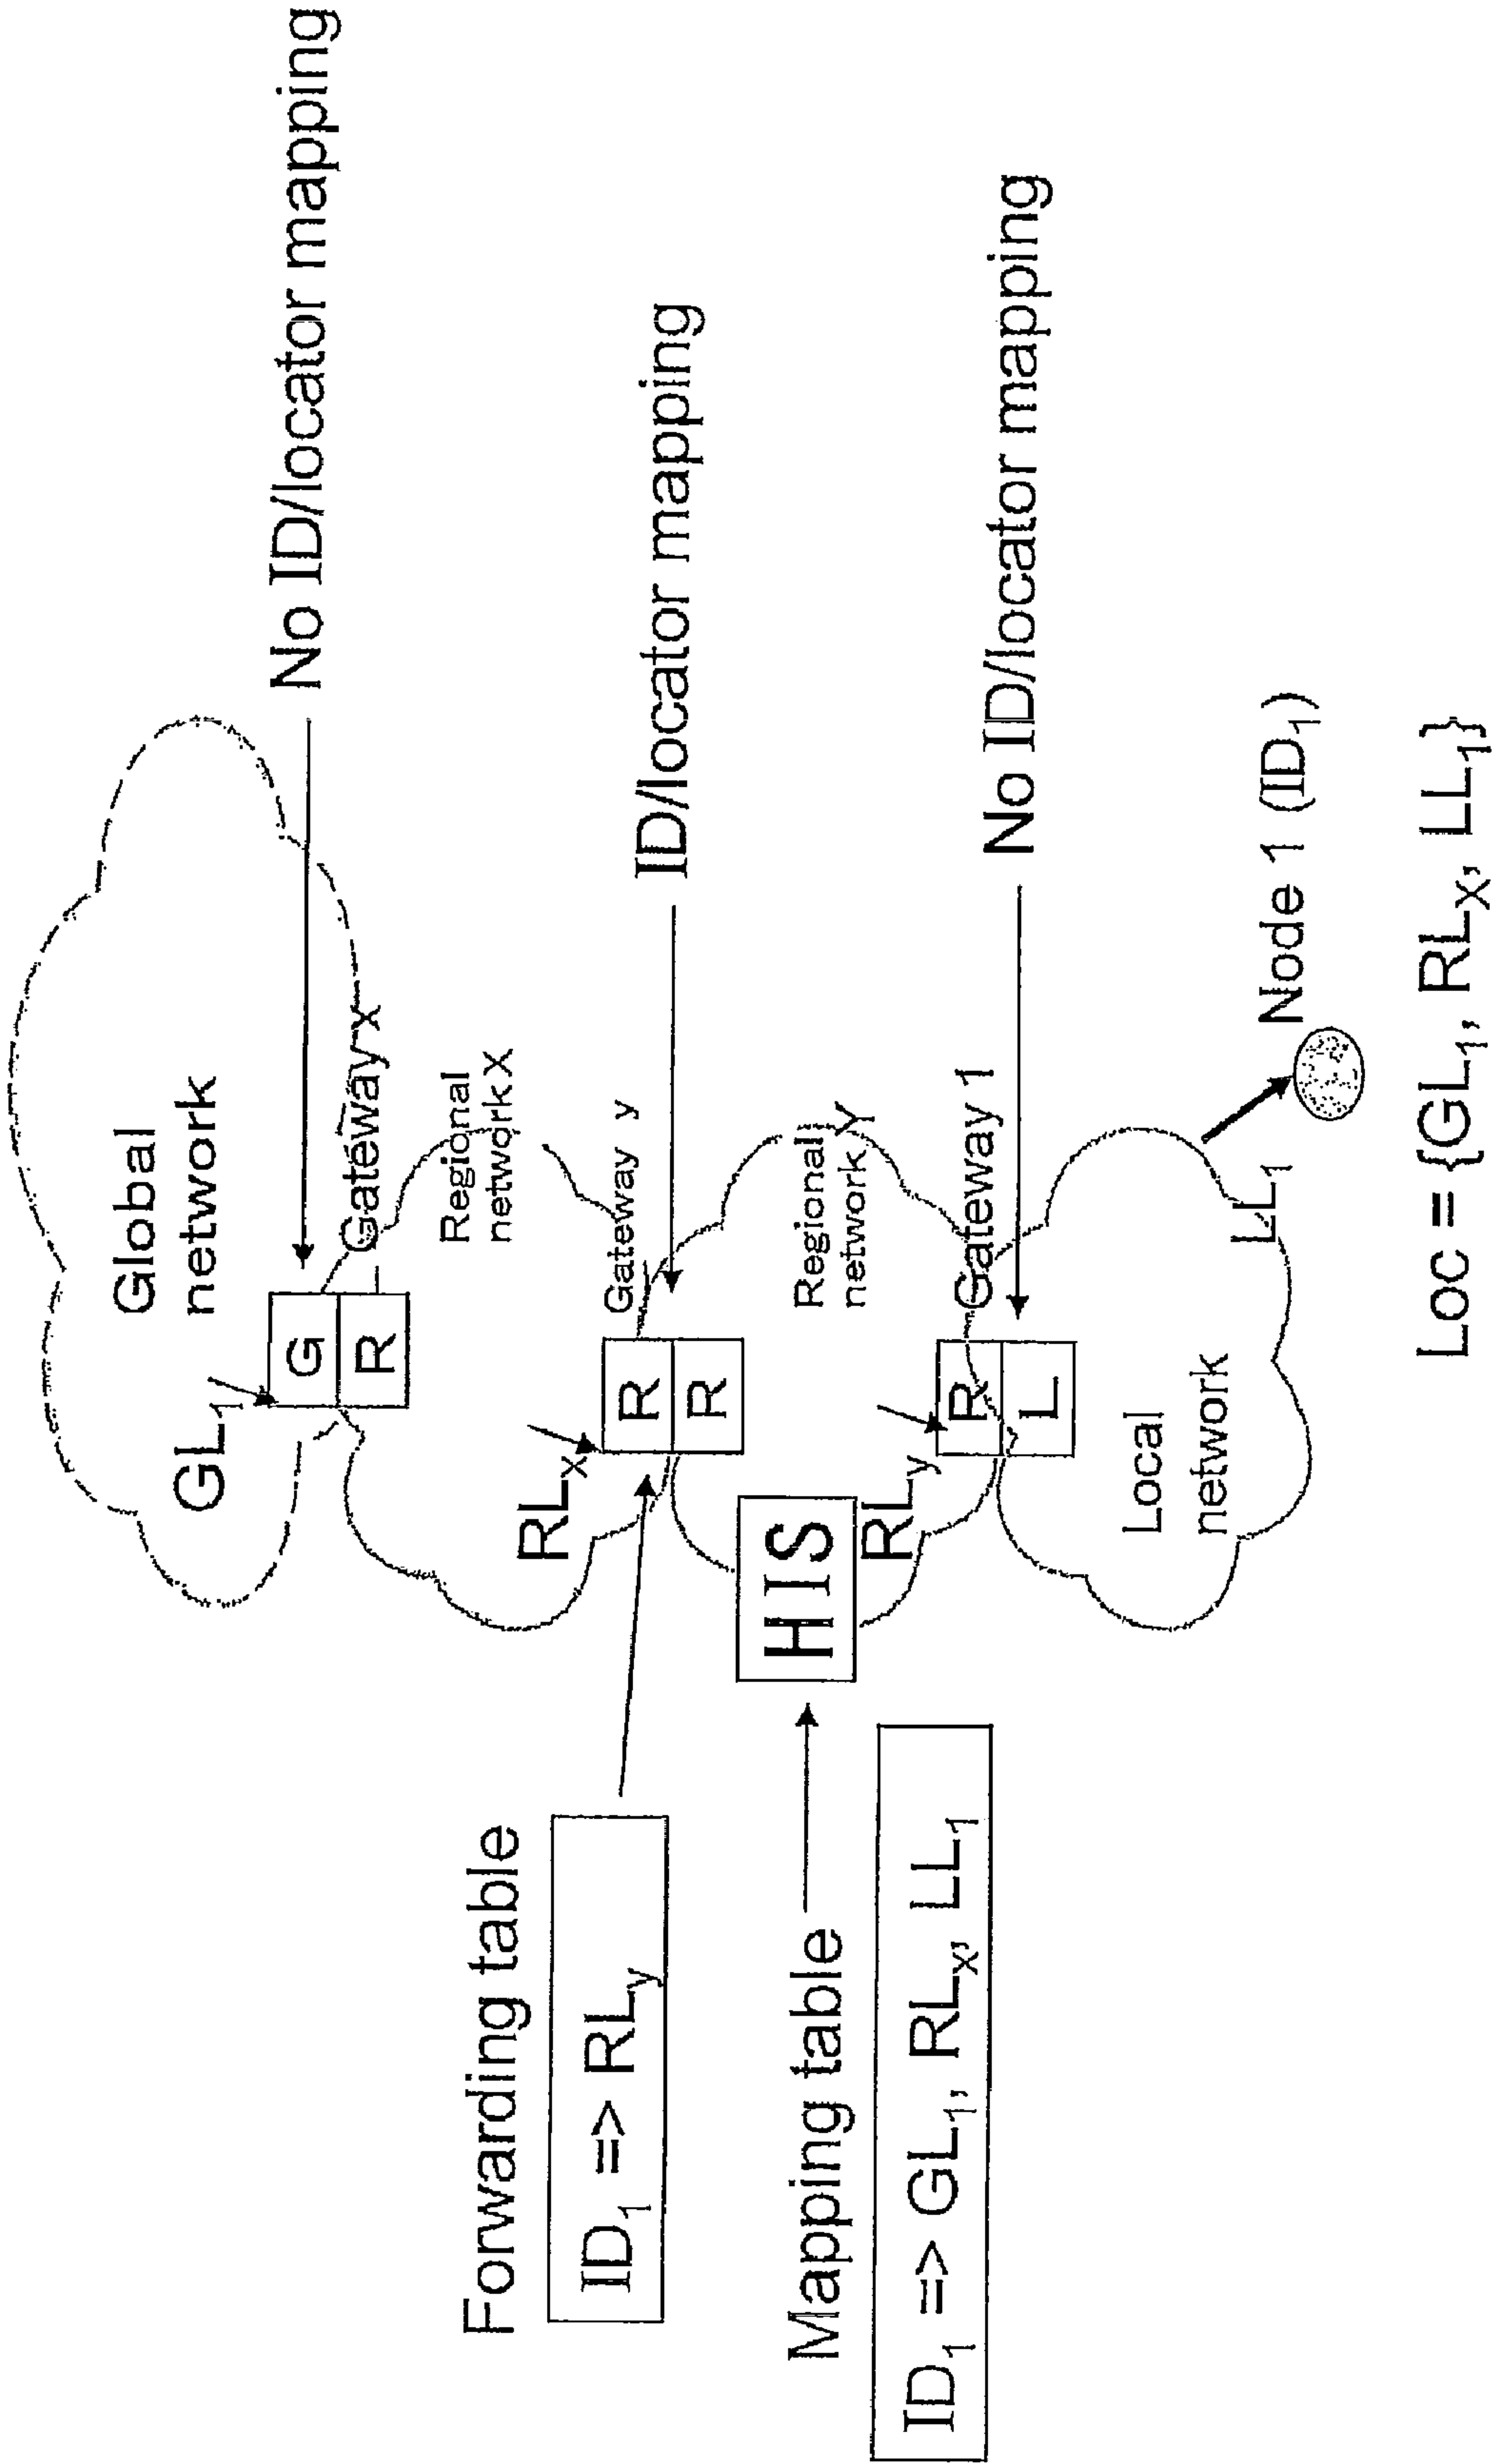 Global
network
GL₁
G
R
Gateway x
No ID/locator mapping
Regional
network X
Forwarding table
ID₁ => RLy
RLₓ
R
R
Gateway y
ID/locator mapping
Mapping table
ID₁ => GL₁, RLₓ, LL₁
HIS
Regional
network Y
RLy
R
L
Gateway 1
No ID/locator mapping
Local
network
LL₁
Node 1 (ID₁)
Loc = {GL₁, RLₓ, LL₁}